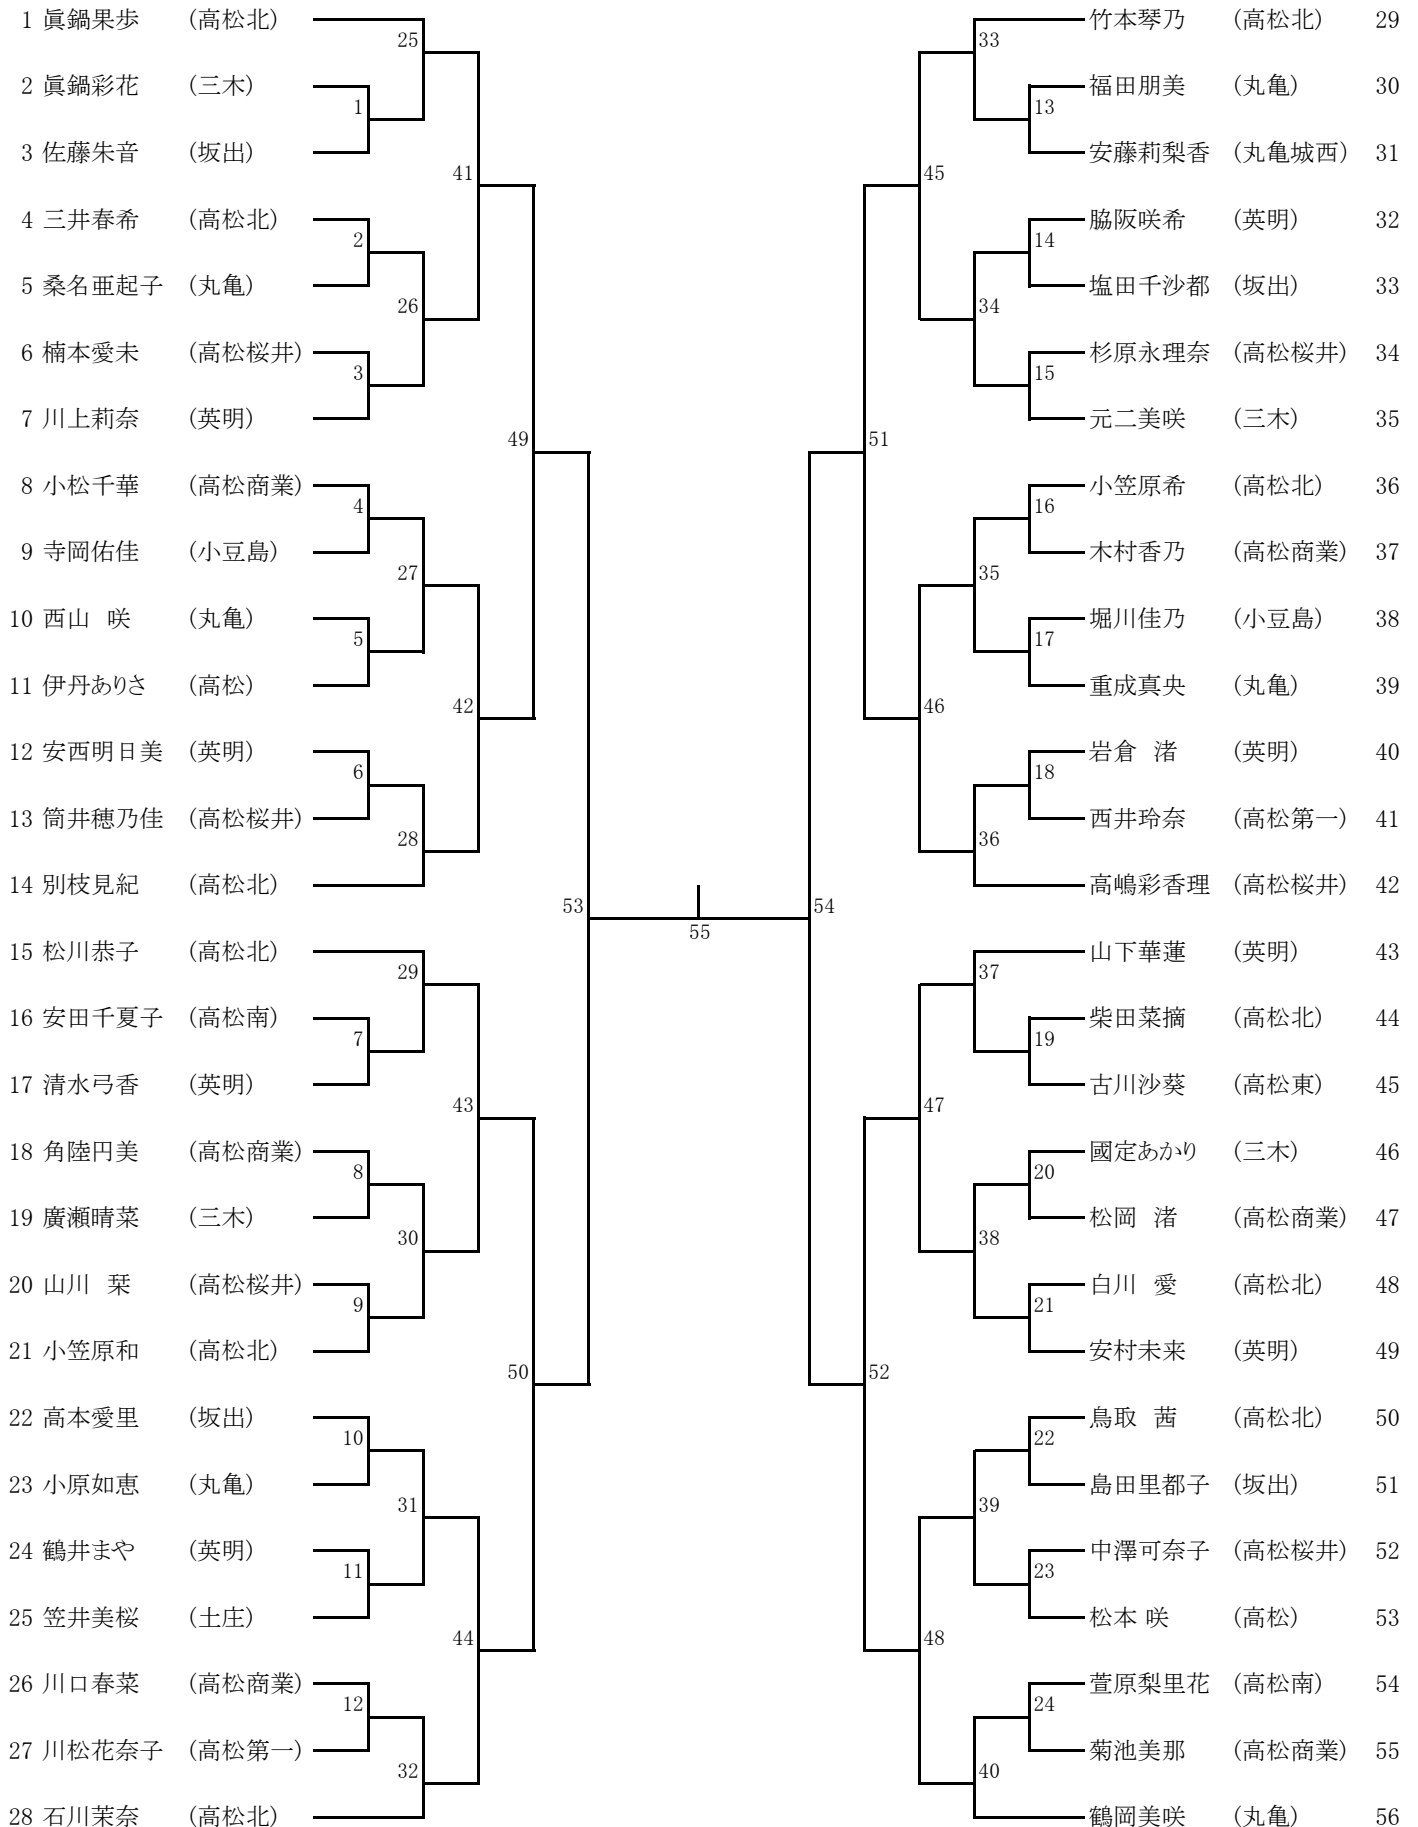 1 眞鍋果歩 (高松北)
25
2 眞鍋彩花 (三木)
1
3 佐藤朱音 (坂出)
41
4 三井春希 (高松北)
2
5 桑名亜起子 (丸亀)
26
6 楠本愛未 (高松桜井)
3
7 川上莉奈 (英明)
49
8 小松千華 (高松商業)
4
9 寺岡佑佳 (小豆島)
27
10 西山 咲 (丸亀)
5
11 伊丹ありさ (高松)
42
12 安西明日美 (英明)
6
13 筒井穂乃佳 (高松桜井)
28
14 別枝見紀 (高松北)
53
15 松川恭子 (高松北)
29
16 安田千夏子 (高松南)
7
17 清水弓香 (英明)
43
18 角陸円美 (高松商業)
8
19 廣瀬晴菜 (三木)
30
20 山川 栞 (高松桜井)
9
21 小笠原和 (高松北)
50
22 高本愛里 (坂出)
10
23 小原如恵 (丸亀)
31
24 鶴井まや (英明)
11
25 笠井美桜 (土庄)
44
26 川口春菜 (高松商業)
12
27 川松花奈子 (高松第一)
32
28 石川茉奈 (高松北)
55
竹本琴乃 (高松北) 29
33
福田朋美 (丸亀) 30
13
安藤莉梨香 (丸亀城西) 31
45
脇阪咲希 (英明) 32
14
塩田千沙都 (坂出) 33
34
杉原永理奈 (高松桜井) 34
15
元二美咲 (三木) 35
51
小笠原希 (高松北) 36
16
木村香乃 (高松商業) 37
35
堀川佳乃 (小豆島) 38
17
重成真央 (丸亀) 39
46
岩倉 渚 (英明) 40
18
西井玲奈 (高松第一) 41
36
高嶋彩香理 (高松桜井) 42
54
山下華蓮 (英明) 43
37
柴田菜摘 (高松北) 44
19
古川沙葵 (高松東) 45
47
國定あかり (三木) 46
20
松岡 渚 (高松商業) 47
38
白川 愛 (高松北) 48
21
安村未来 (英明) 49
52
鳥取 茜 (高松北) 50
22
島田里都子 (坂出) 51
39
中澤可奈子 (高松桜井) 52
23
松本 咲 (高松) 53
48
萱原梨里花 (高松南) 54
24
菊池美那 (高松商業) 55
40
鶴岡美咲 (丸亀) 56